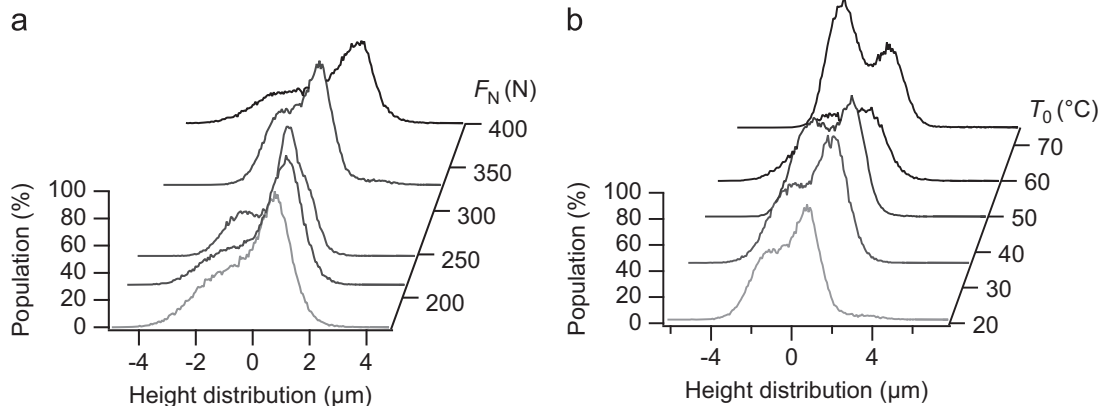 a
F_N (N)
400
350
300
250
200
100
80
60
40
20
0
Population (%)
-4 -2 0 2 4
Height distribution (µm)
b
T_0 (°C)
70
60
50
40
30
20
100
80
60
40
20
0
Population (%)
-4 0 4
Height distribution (µm)